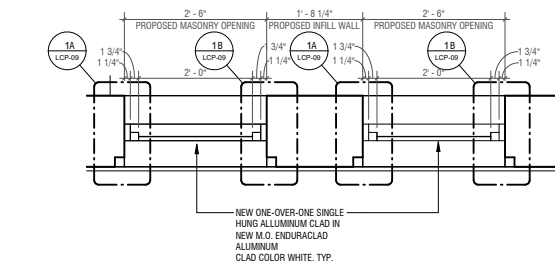 2' - 6" 1' - 8 1/4" 2' - 6"
PROPOSED MASONRY OPENING PROPOSED INFILL WALL PROPOSED MASONRY OPENING
1A 1B 1A 1B
LCP-09 LCP-09 LCP-09 LCP-09
1 3/4" 3/4" 1 3/4" 1 3/4"
1 1/4" 1 1/4" 1 1/4" 1 1/4"
2' - 0" 2' - 0"
NEW ONE-OVER-ONE SINGLE
HUNG ALLUMINUM CLAD IN
NEW M.O. ENDURACLAD
ALUMINUM
CLAD COLOR WHITE, TYP.